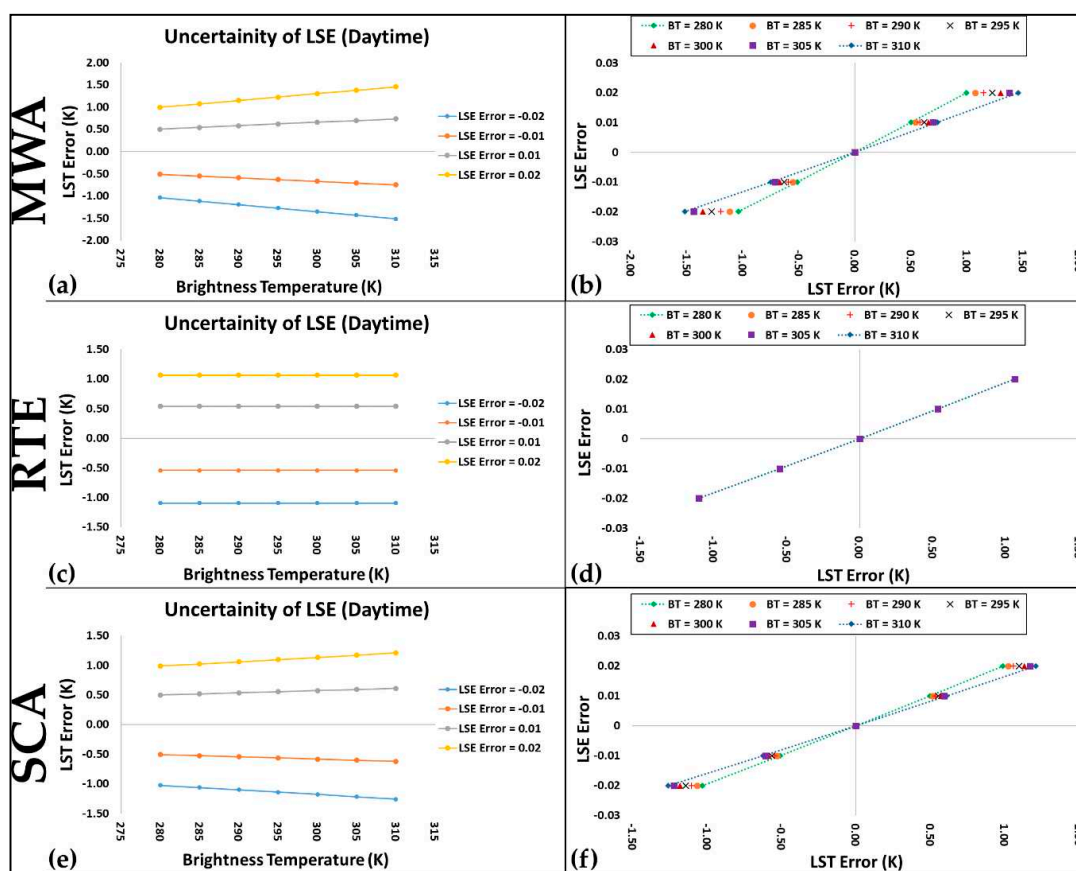 MWA
Uncertainity of LSE (Daytime)
2.00
1.50
1.00
0.50
0.00
-0.50
-1.00
-1.50
-2.00
LST Error (K)
275
280
285
290
295
300
305
310
315
Brightness Temperature (K)
LSE Error = -0.02
LSE Error = -0.01
LSE Error = 0.01
LSE Error = 0.02
(a)
BT = 280 K BT = 285 K BT = 290 K BT = 295 K
BT = 300 K BT = 305 K BT = 310 K
0.03
0.02
0.01
0
-0.01
-0.02
-0.03
LSE Error
-2.00
-1.50
-1.00
-0.50
0.00
0.50
1.00
1.50
LST Error (K)
(b)
RTE
Uncertainity of LSE (Daytime)
1.50
1.00
0.50
0.00
-0.50
-1.00
-1.50
LST Error (K)
275
280
285
290
295
300
305
310
315
Brightness Temperature (K)
LSE Error = -0.02
LSE Error = -0.01
LSE Error = 0.01
LSE Error = 0.02
(c)
BT = 280 K BT = 285 K BT = 290 K BT = 295 K
BT = 300 K BT = 305 K BT = 310 K
0.03
0.02
0.01
0
-0.01
-0.02
-0.03
LSE Error
-1.50
-1.00
-0.50
0.00
0.50
1.00
LST Error (K)
(d)
SCA
Uncertainity of LSE (Daytime)
1.50
1.00
0.50
0.00
-0.50
-1.00
-1.50
LST Error (K)
275
280
285
290
295
300
305
310
315
Brightness Temperature (K)
LSE Error = -0.02
LSE Error = -0.01
LSE Error = 0.01
LSE Error = 0.02
(e)
BT = 280 K BT = 285 K BT = 290 K BT = 295 K
BT = 300 K BT = 305 K BT = 310 K
0.03
0.02
0.01
0
-0.01
-0.02
-0.03
LSE Error
-1.50
-1.00
-0.50
0.00
0.50
1.00
LST Error (K)
(f)